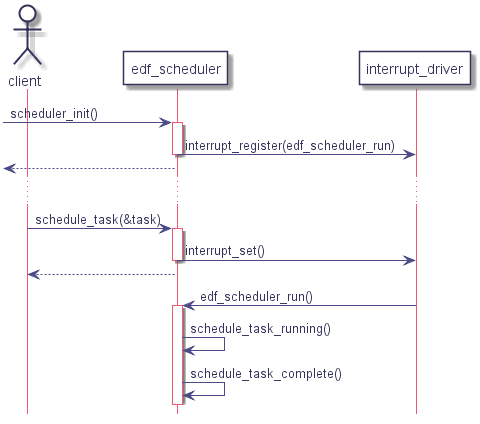 client
edf_scheduler
interrupt_driver
scheduler_init()
interrupt_register(edf_scheduler_run)
schedule_task(&task)
interrupt_set()
edf_scheduler_run()
schedule_task_running()
schedule_task_complete()